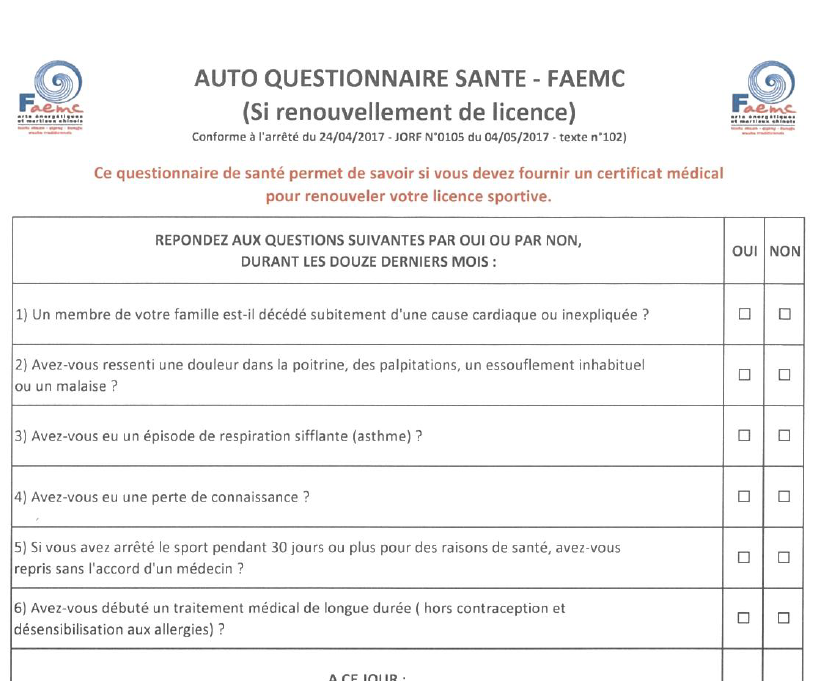 AUTO QUESTIONNAIRE SANTE - FAEMC
(Si renouvellement de licence)
Conforme à l'arrêté du 24/04/2017 - JORF N°0105 du 04/05/2017 - texte n°102)
Faemc
arts énergétiques
et martiaux chinois
Faemc
arts énergétiques
et martiaux chinois
Ce questionnaire de santé permet de savoir si vous devez fournir un certificat médical
pour renouveler votre licence sportive.
REPONDEZ AUX QUESTIONS SUIVANTES PAR OUI OU PAR NON,
DURANT LES DOUZE DERNIERS MOIS :
OUI NON
1) Un membre de votre famille est-il décédé subitement d'une cause cardiaque ou inexpliquée ?
2) Avez-vous ressenti une douleur dans la poitrine, des palpitations, un essouflement inhabituel
ou un malaise ?
3) Avez-vous eu un épisode de respiration sifflante (asthme) ?
4) Avez-vous eu une perte de connaissance ?
5) Si vous avez arrêté le sport pendant 30 jours ou plus pour des raisons de santé, avez-vous
repris sans l'accord d'un médecin ?
6) Avez-vous débuté un traitement médical de longue durée ( hors contraception et
désensibilisation aux allergies) ?
A CE JOUR :